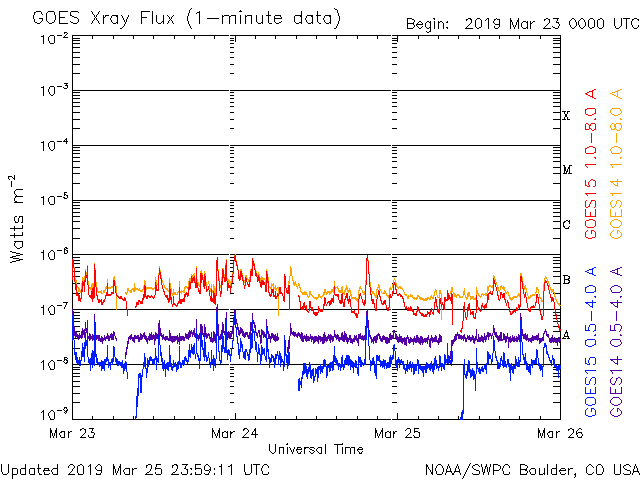 GOES Xray Flux (1-minute data)
Begin: 2019 Mar 23 0000 UTC
10-2
10-3
10-4
10-5
10-6
10-7
10-8
10-9
Watts m-2
X
M
C
B
A
GOES15 1.0-8.0 A
GOES14 1.0-8.0 A
GOES15 0.5-4.0 A
GOES14 0.5-4.0 A
Mar 23
Mar 24
Mar 25
Mar 26
Universal Time
Updated 2019 Mar 25 23:59:11 UTC
NOAA/SWPC Boulder, CO USA